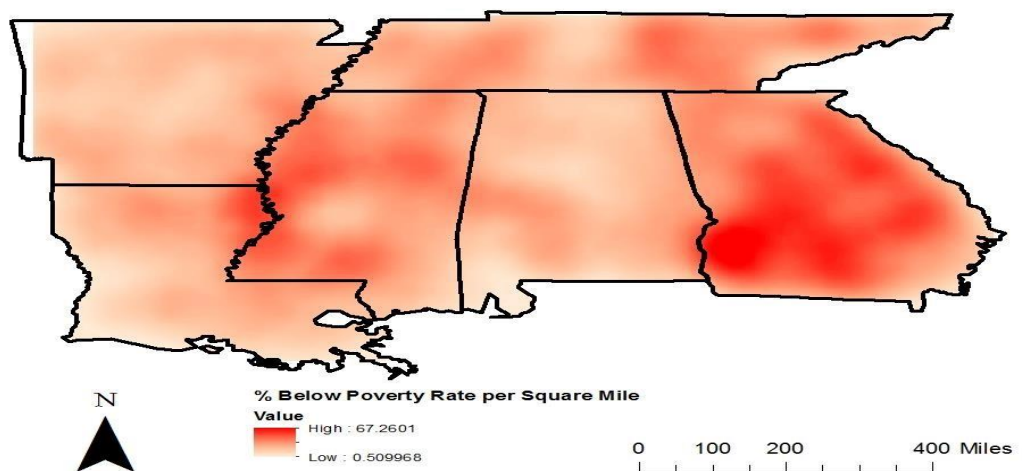 N
% Below Poverty Rate per Square Mile
Value
High : 67.2601
Low : 0.509968
0 100 200 400 Miles